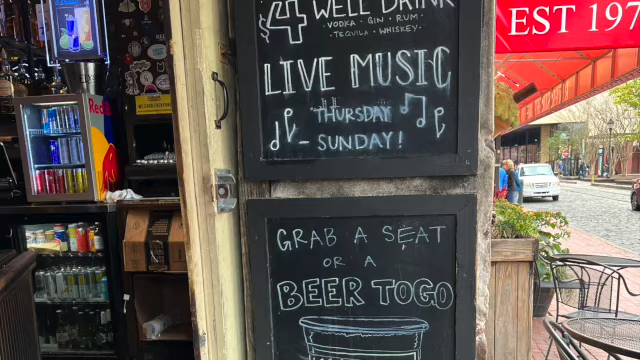 4 WELL DRINK
VODKA · GIN · RUM ·
· TEQUILA · WHISKEY ·
LIVE MUSIC
THURSDAY
- SUNDAY!
GRAB A SEAT
OR A
BEER TO GO
EST 197
Red